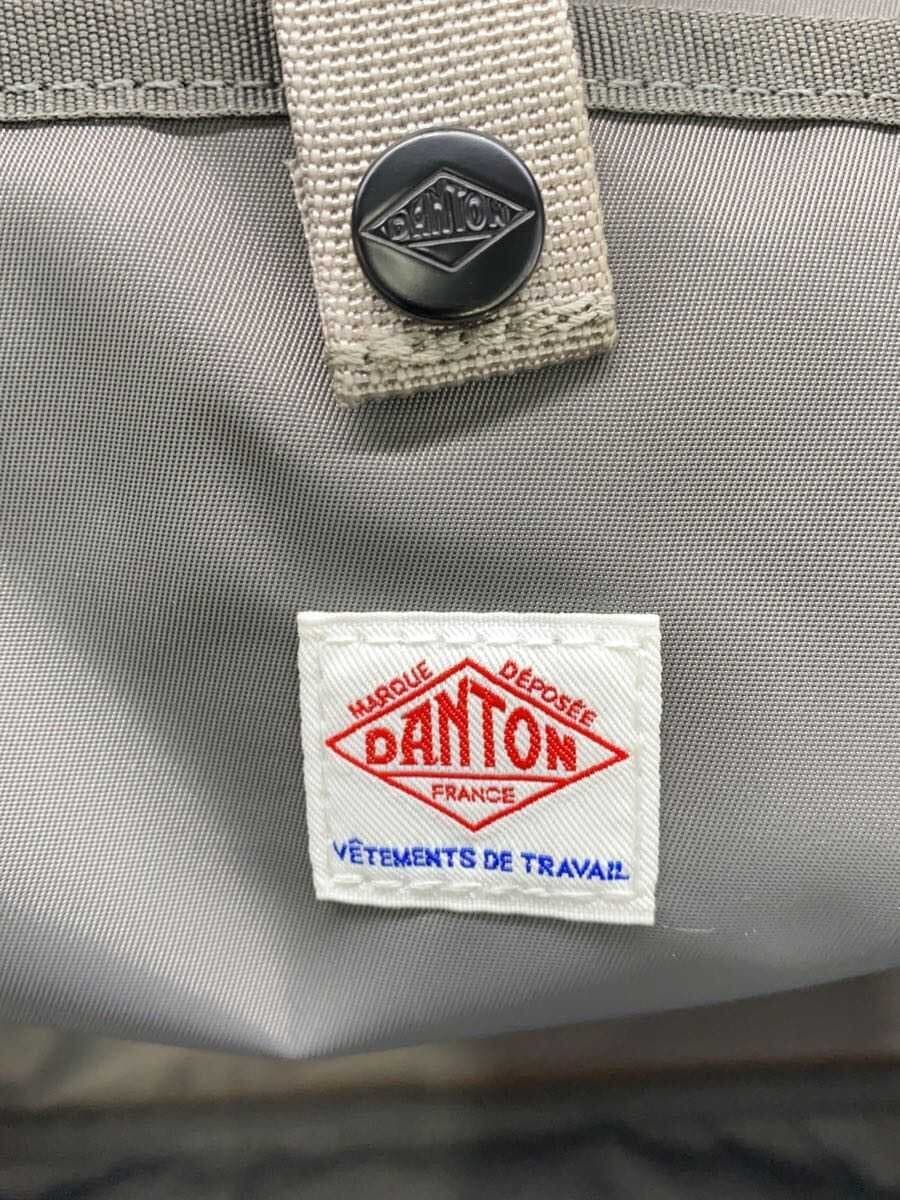 DANTON
MARQUE DÉPOSÉE
DANTON
FRANCE
VÊTEMENTS DE TRAVAIL